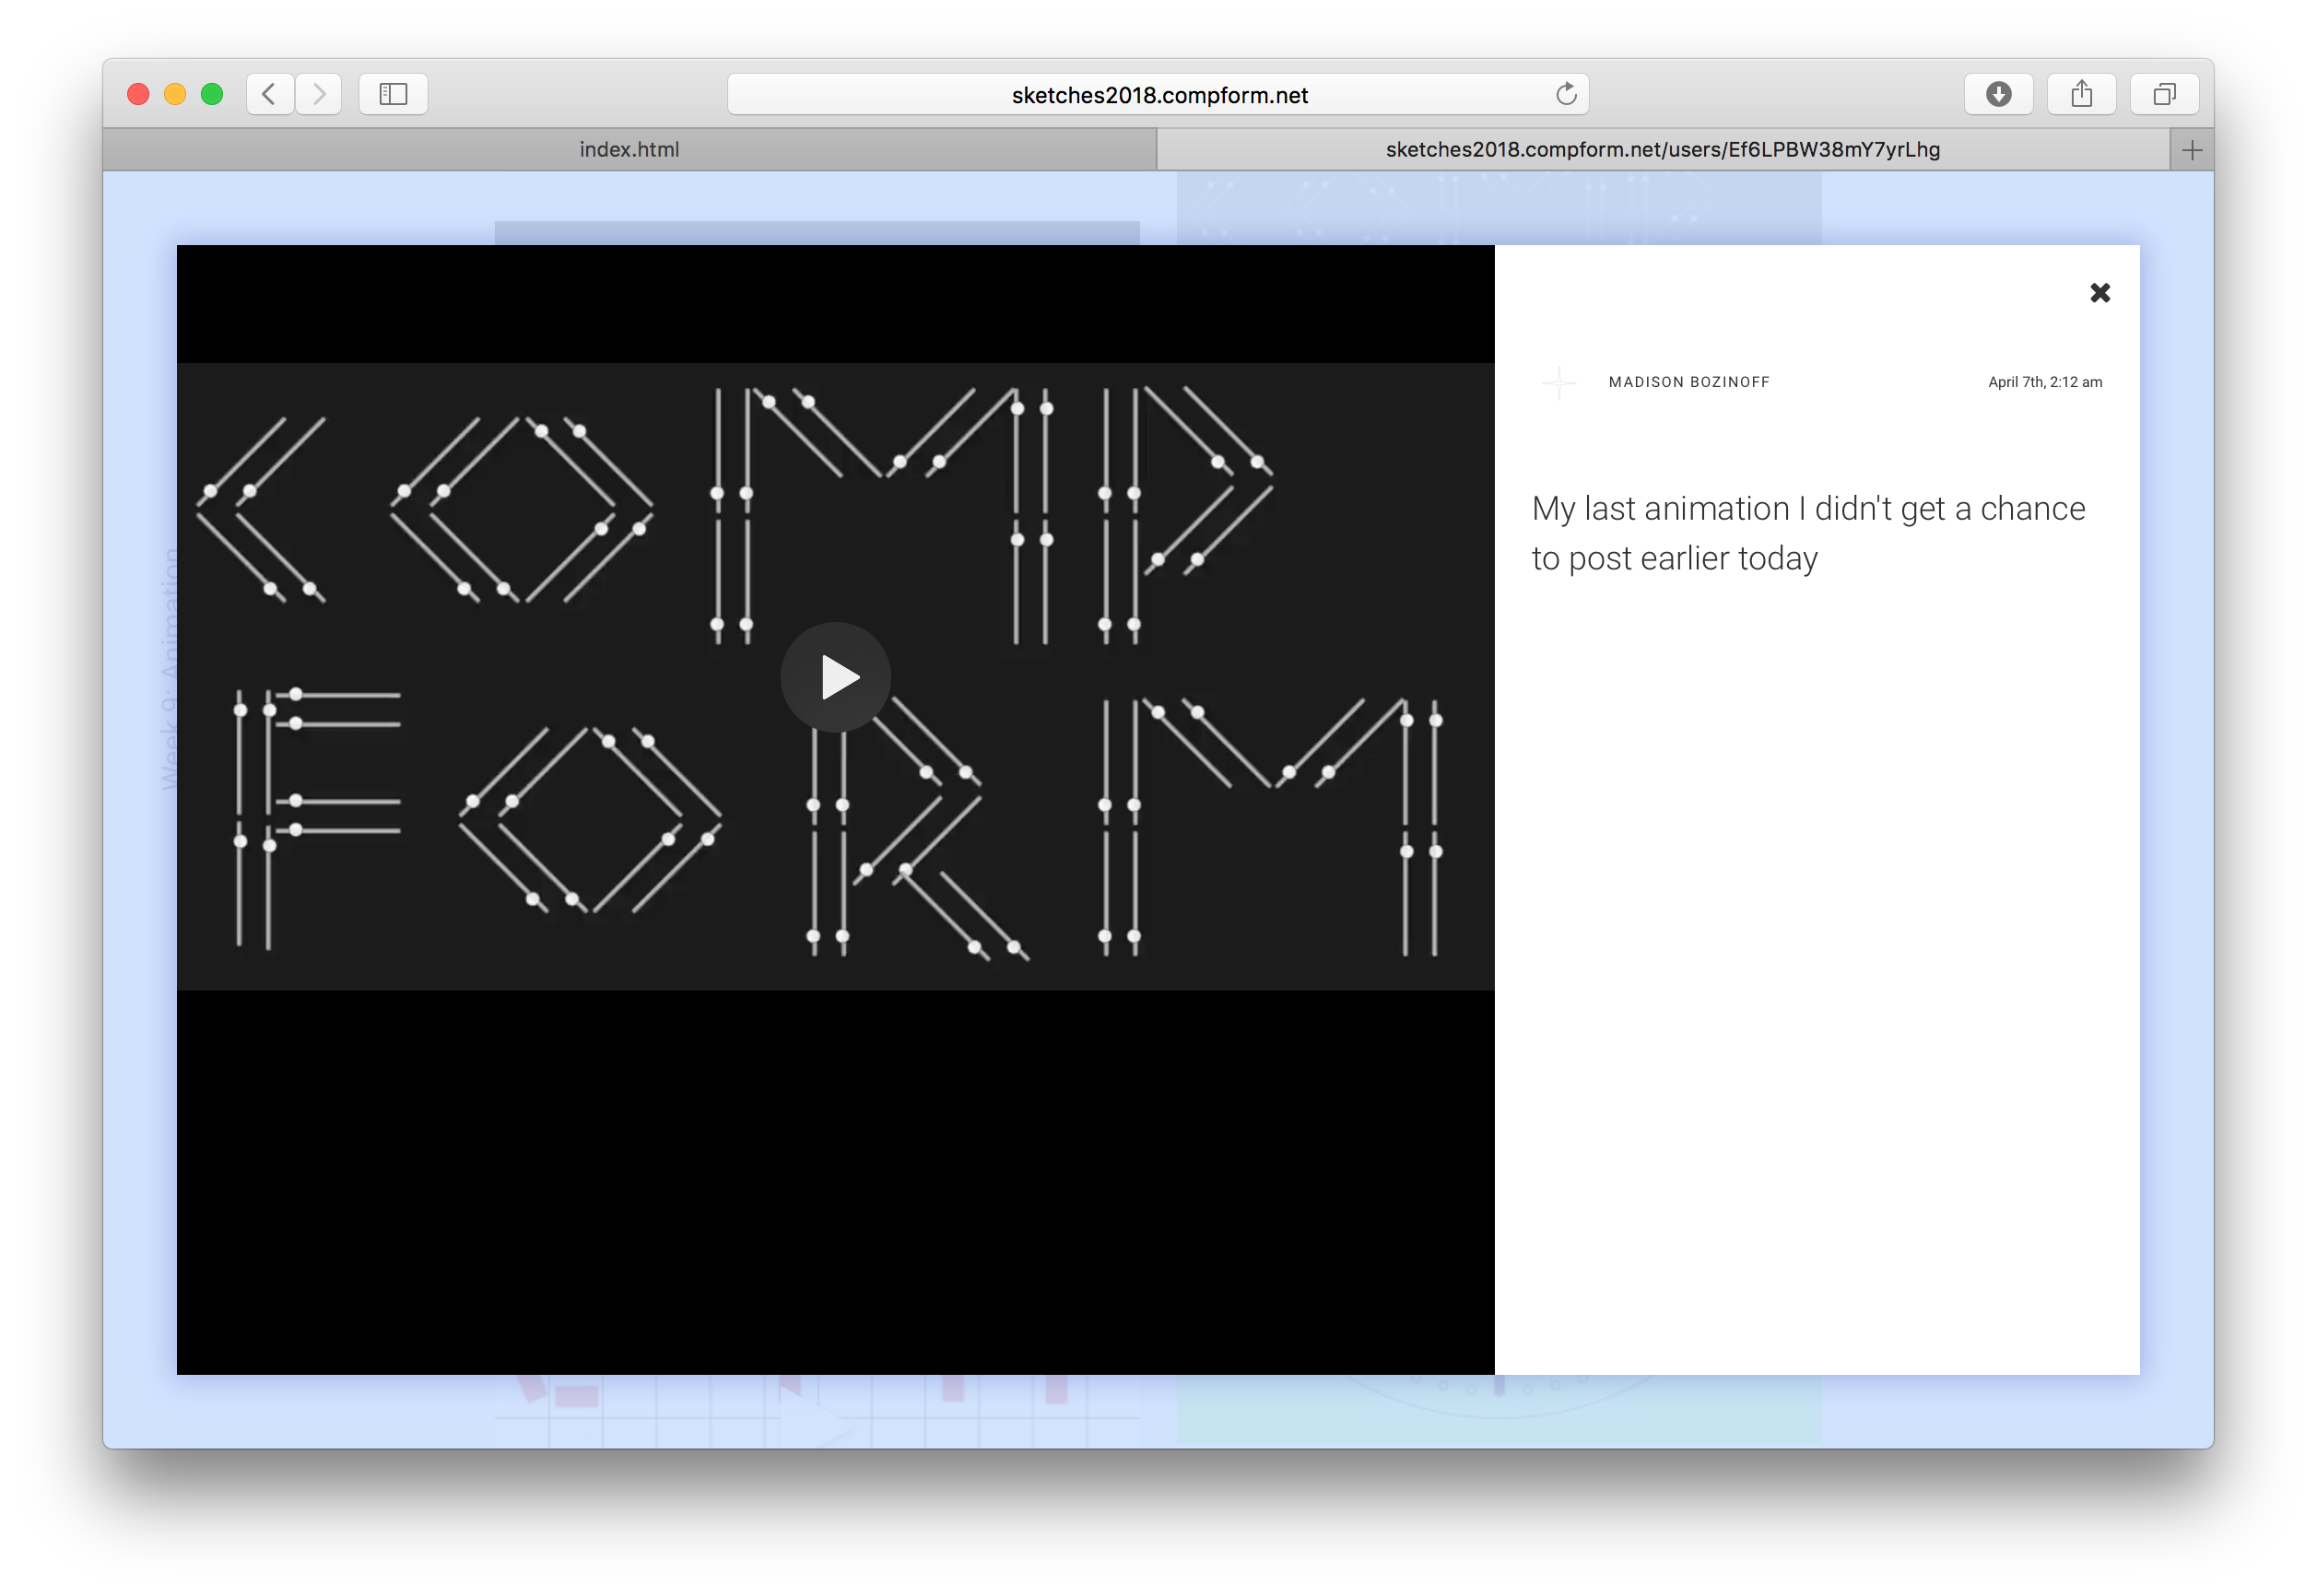 sketches2018.compform.net
index.html
sketches2018.compform.net/users/Ef6LPBW38mY7yrLhg
Week 9: Animation
COMP
FORM
MADISON BOZINOFF
April 7th, 2:12 am
My last animation I didn't get a chance
to post earlier today